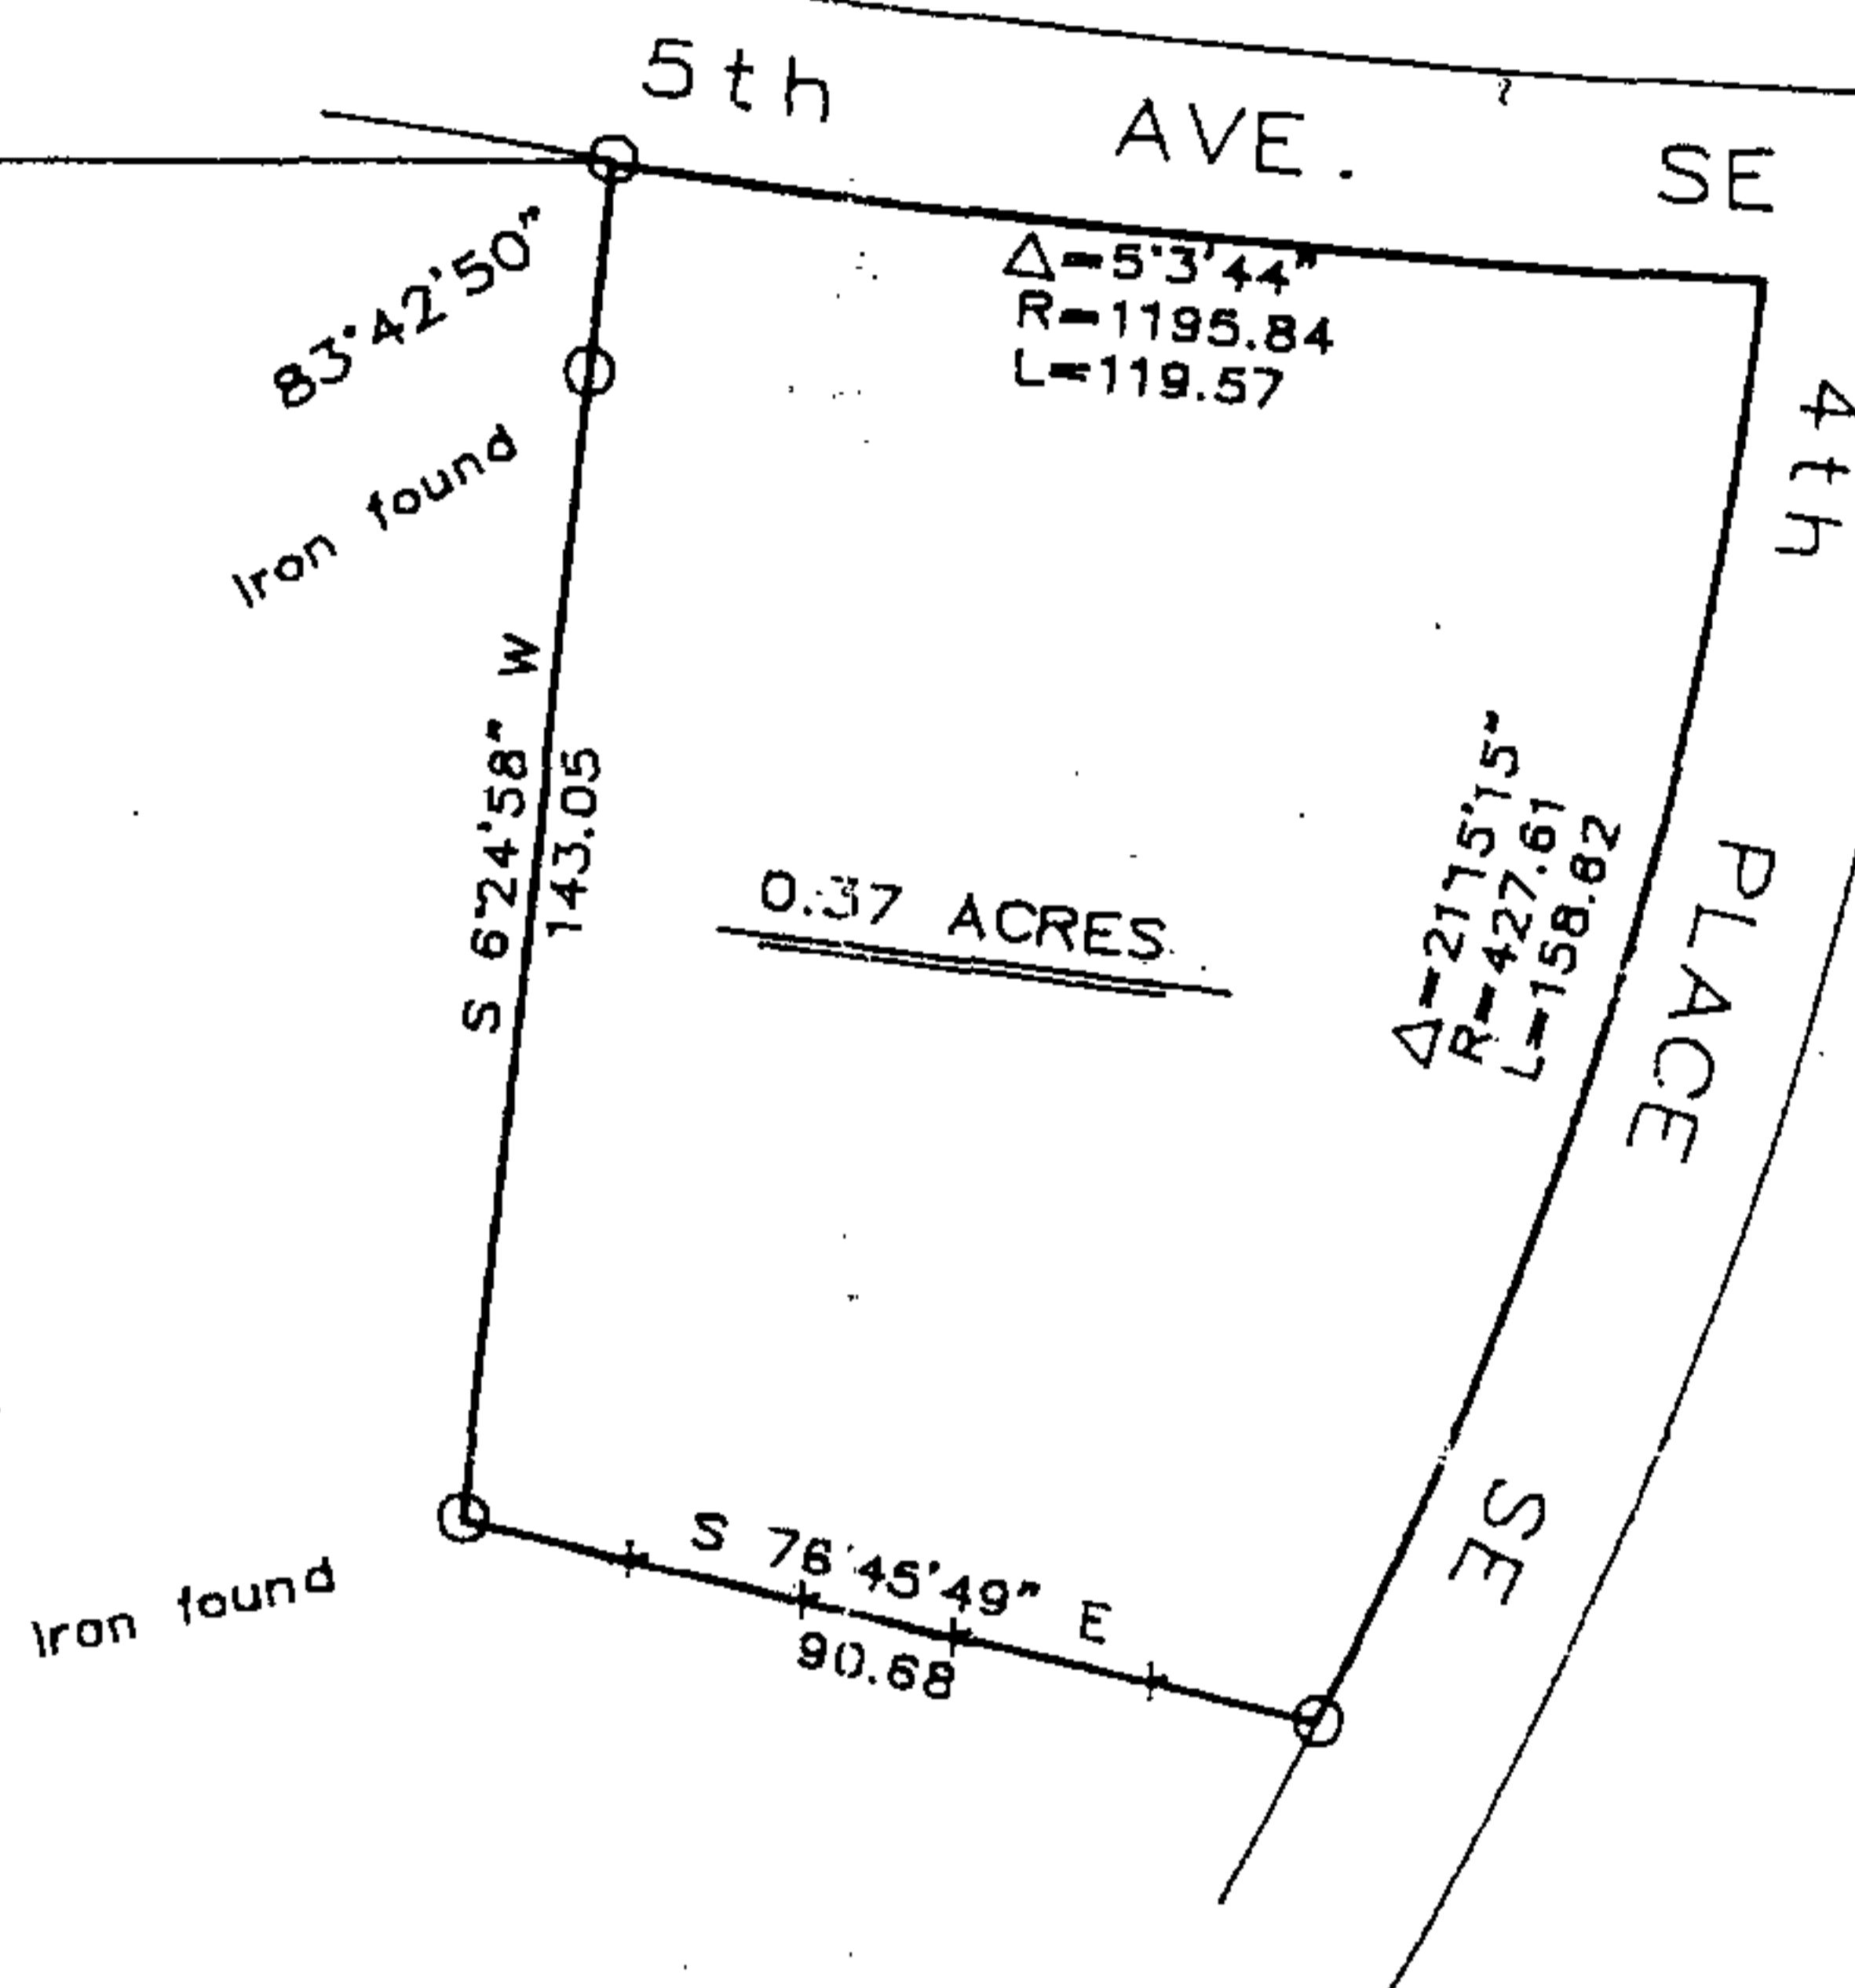 5th AVE. SE
Δ=5°3'44"
R=1195.84
L=119.57
83°42'50"
Iron found
4th PLACE SE
S 6°24'58" W
143.05
0.37 ACRES
Δ=21°15'15"
R=427.61
L=158.82
S 76°45'49" E
90.68
Iron found